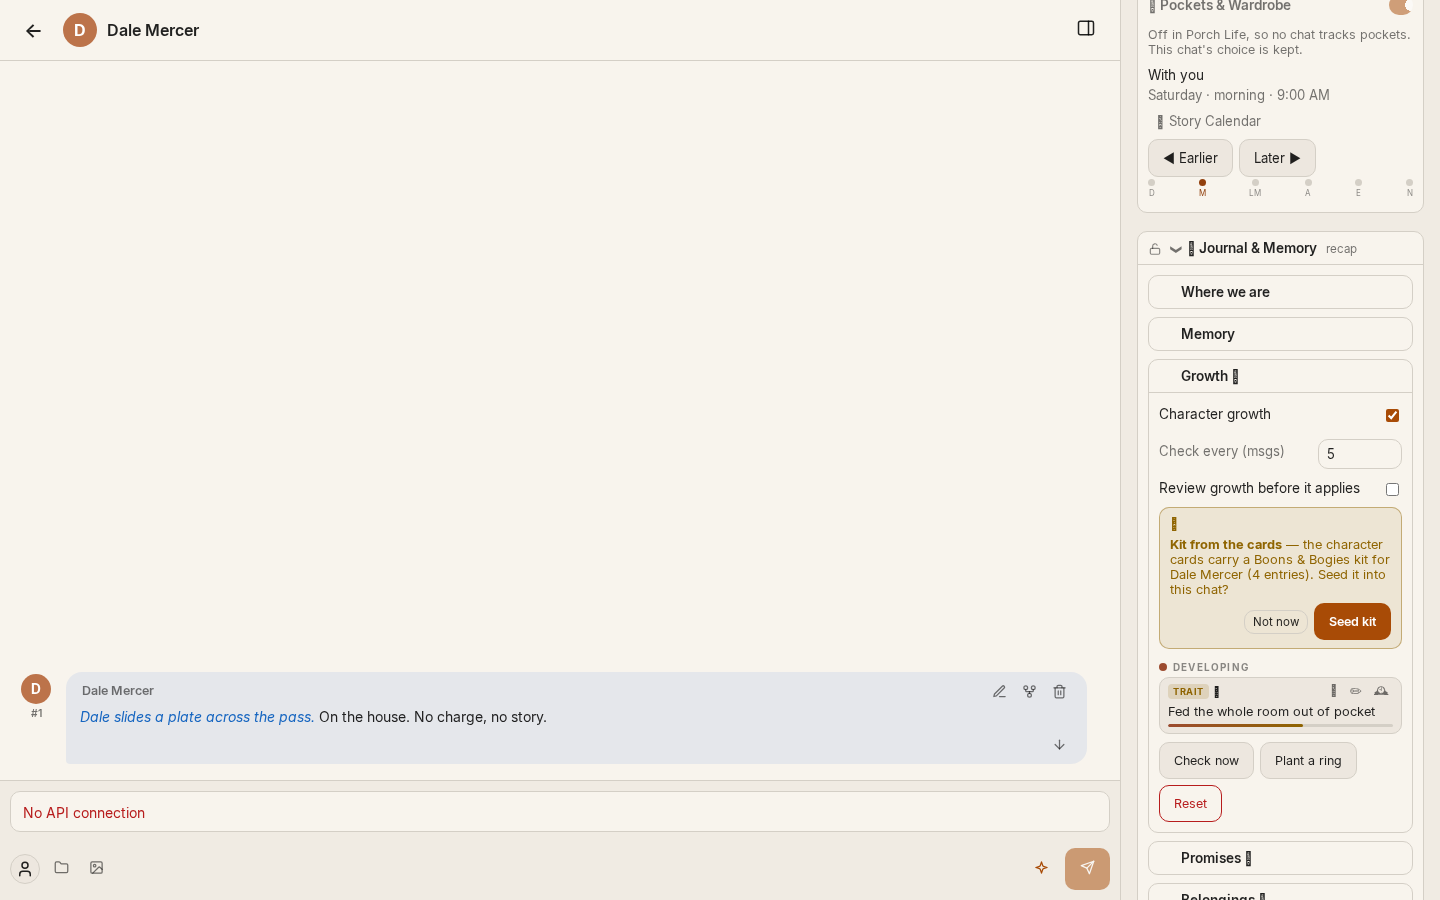 D
Dale Mercer
Pockets & Wardrobe
Off in Porch Life, so no chat tracks pockets.
This chat's choice is kept.
With you
Saturday · morning · 9:00 AM
Story Calendar
◀ Earlier
Later ▶
D
M
LM
A
E
N
Journal & Memory recap
Where we are
Memory
Growth
Character growth
Check every (msgs)
5
Review growth before it applies
Kit from the cards — the character
cards carry a Boons & Bogies kit for
Dale Mercer (4 entries). Seed it into
this chat?
Not now
Seed kit
DEVELOPING
TRAIT
Fed the whole room out of pocket
Check now
Plant a ring
Reset
Promises
Belongings
D
#1
Dale Mercer
Dale slides a plate across the pass. On the house. No charge, no story.
No API connection